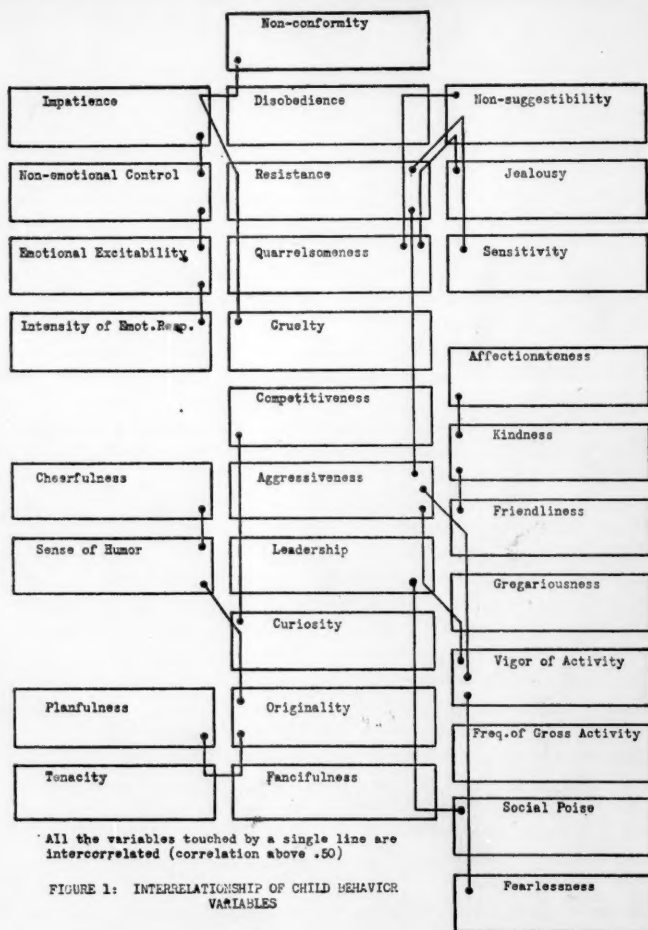 Non-conformity
Impatience
Disobedience
Non-suggestibility
Non-emotional Control
Resistance
Jealousy
Emotional Excitability
Quarrelsomeness
Sensitivity
Intensity of Emot.Resp.
Cruelty
Affectionateness
Competitiveness
Kindness
Cheerfulness
Aggressiveness
Friendliness
Sense of Humor
Leadership
Gregariousness
Curiosity
Vigor of Activity
Planfulness
Originality
Freq.of Gross Activity
Tenacity
Fancifulness
Social Poise
All the variables touched by a single line are
intercorrelated (correlation above .50)
Fearlessness
FIGURE 1: INTERRELATIONSHIP OF CHILD BEHAVIOR
VARIABLES